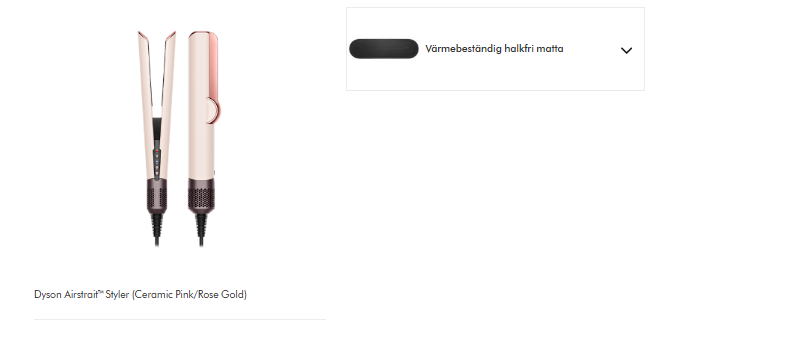 Värmebeständig halkfri matta
Dyson Airstrait™ Styler (Ceramic Pink/Rose Gold)